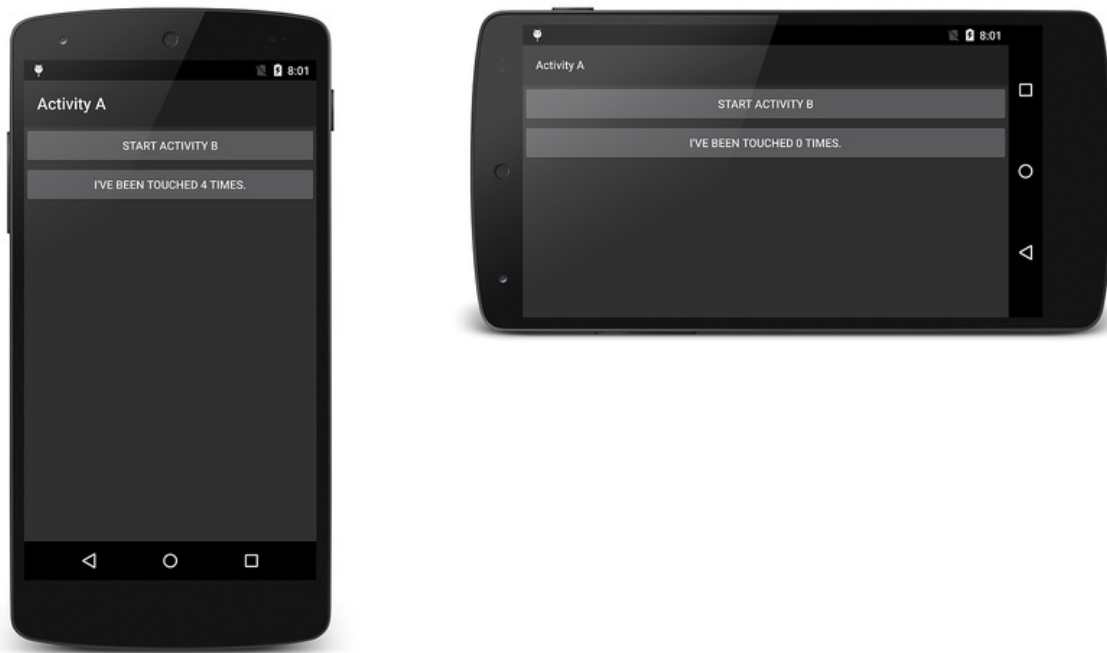 8:01
Activity A
START ACTIVITY B
I'VE BEEN TOUCHED 4 TIMES.
8:01
Activity A
START ACTIVITY B
I'VE BEEN TOUCHED 0 TIMES.